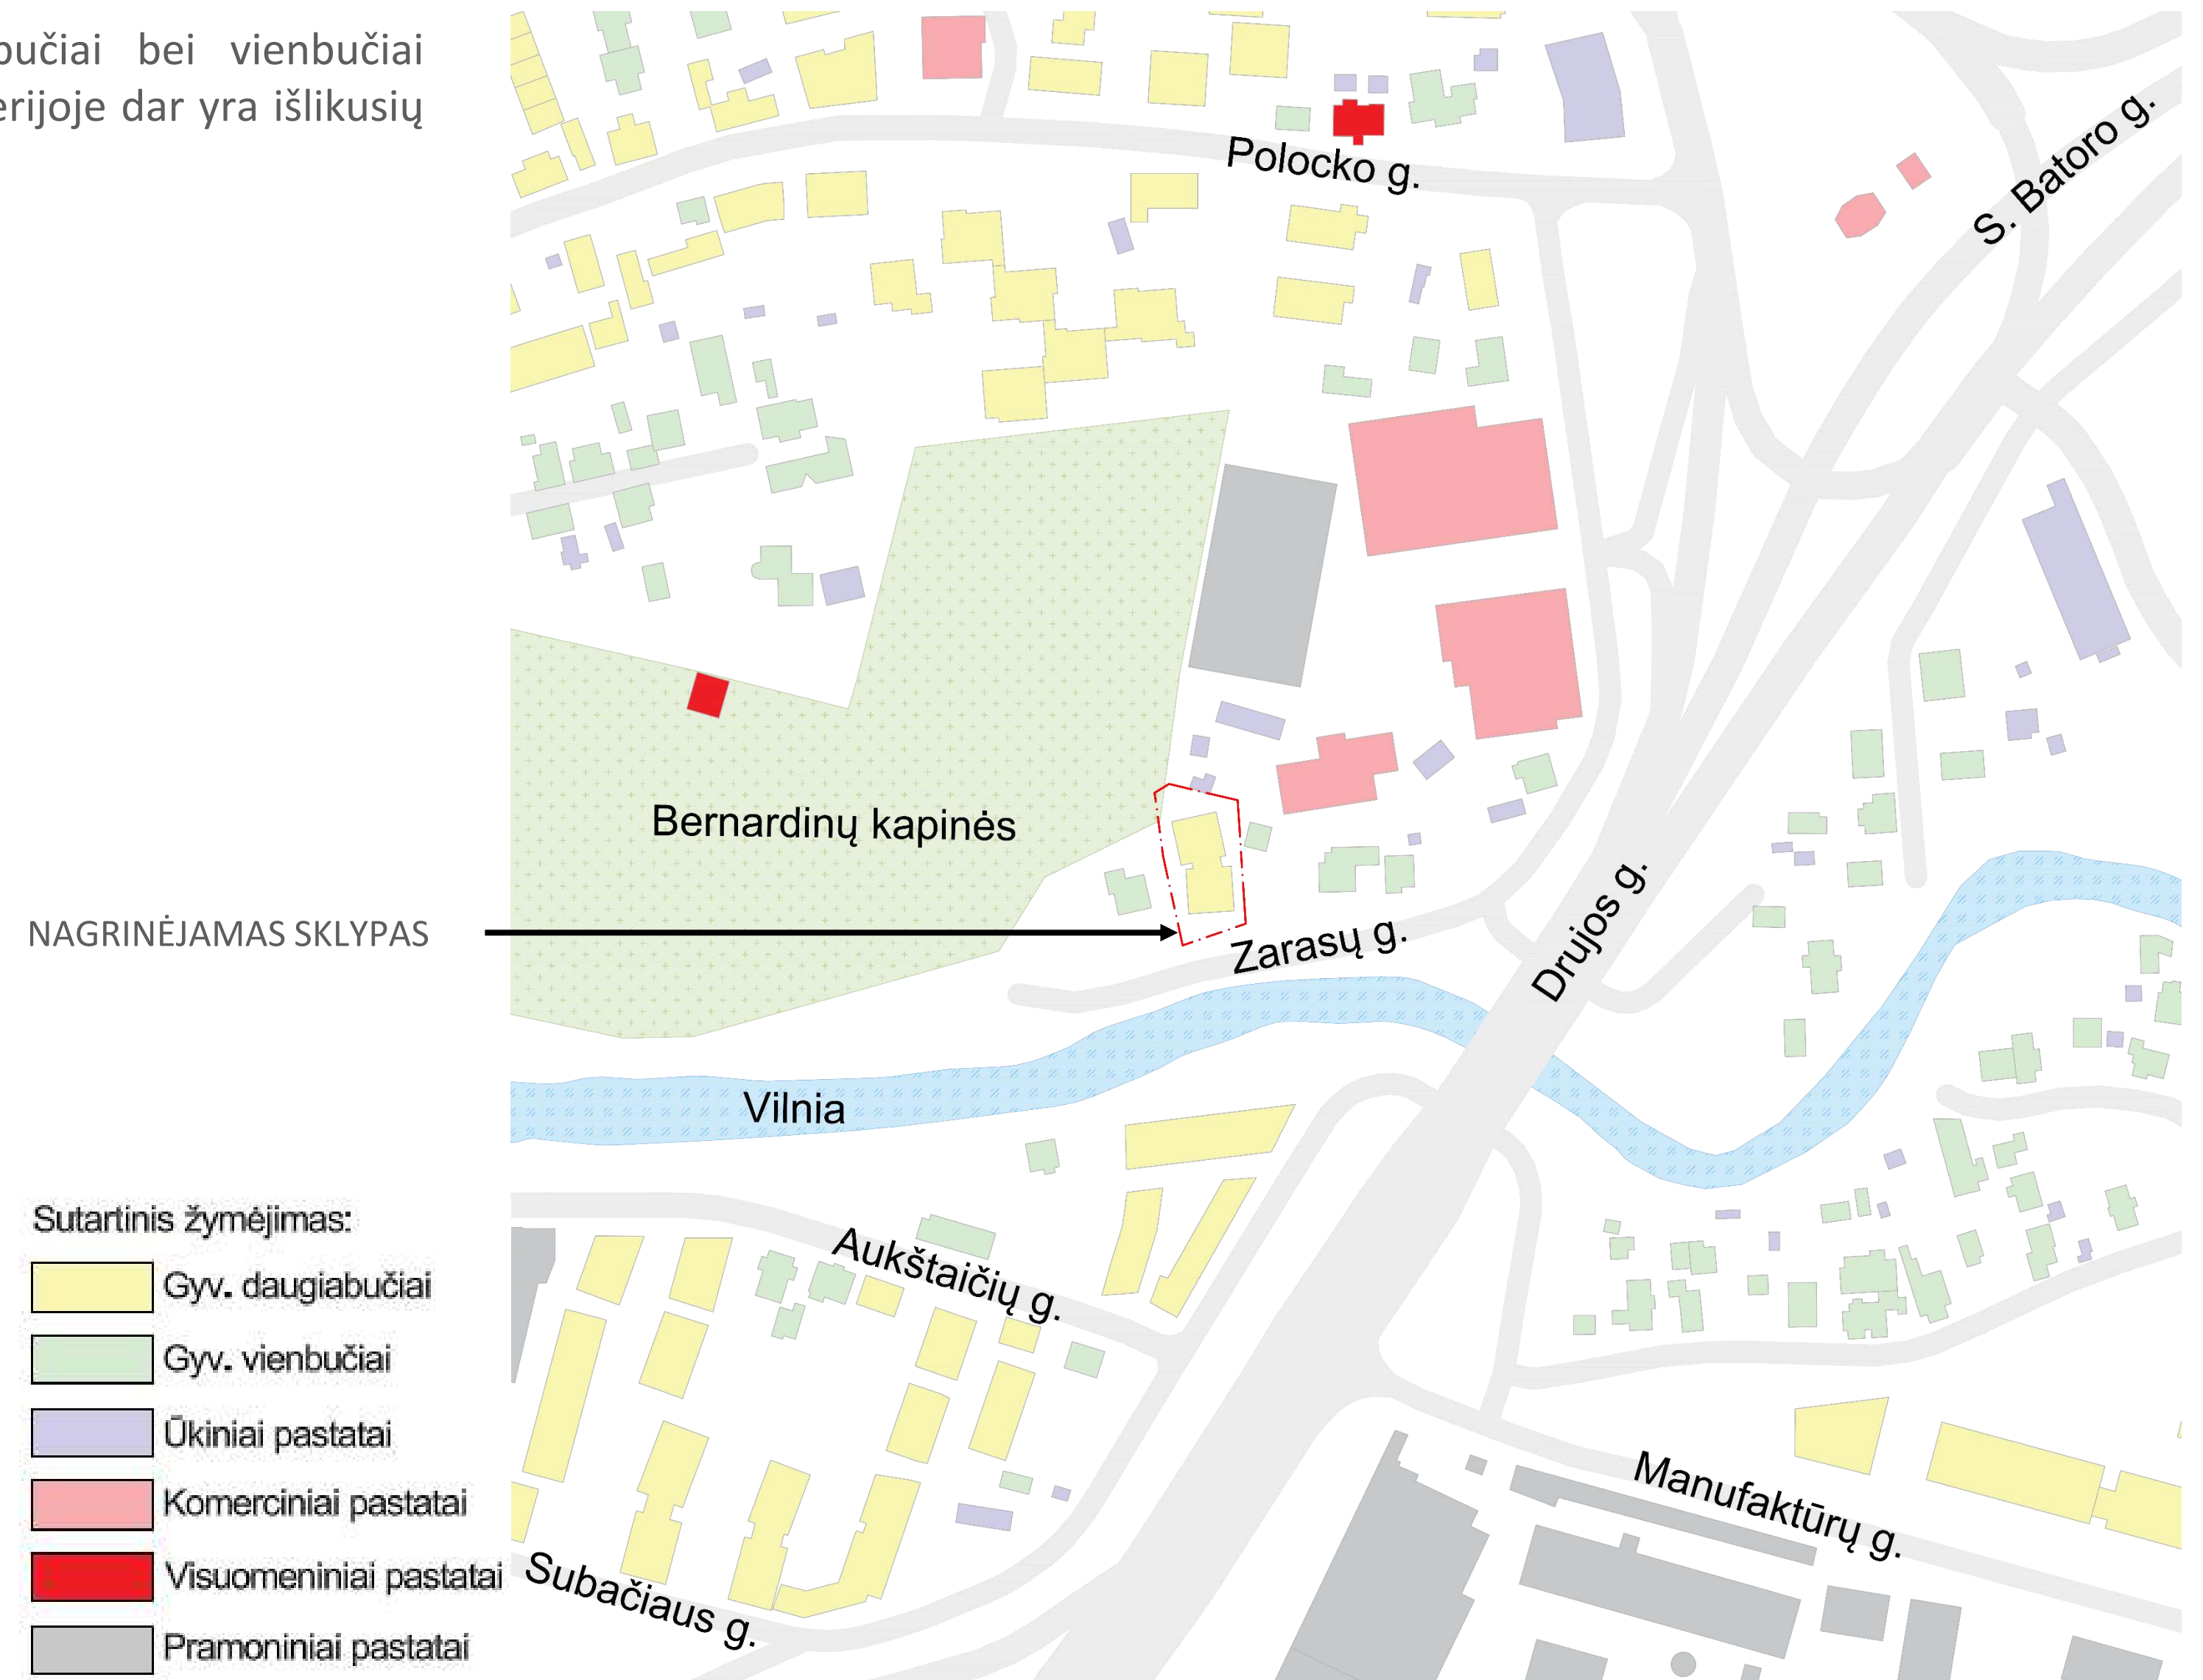 bučiai bei vienbučiai
erijoje dar yra išlikusių
Polocko g.
S. Batoro g.
Bernardinų kapinės
NAGRINĖJAMAS SKLYPAS
Zarasų g.
Drujos g.
Vilnia
Aukštaičių g.
Manufaktūrų g.
Subačiaus g.
Sutartinis žymėjimas:
Gyv. daugiabučiai
Gyv. vienbučiai
Ūkiniai pastatai
Komerciniai pastatai
Visuomeniniai pastatai
Pramoniniai pastatai